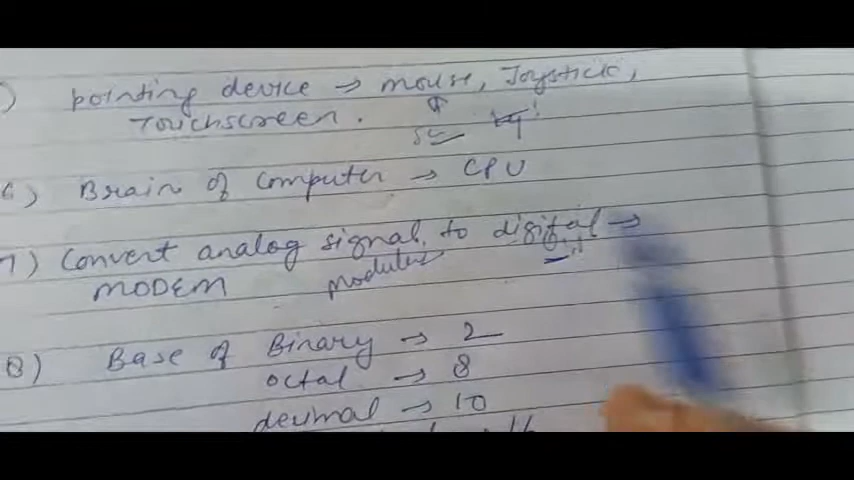 ) pointing device → mouse, Joystick,
Touchscreen.
6) Brain of Computer → CPU
7) Convert analog signal to digital →
MODEM
8) Base of Binary → 2
octal → 8
decimal → 10